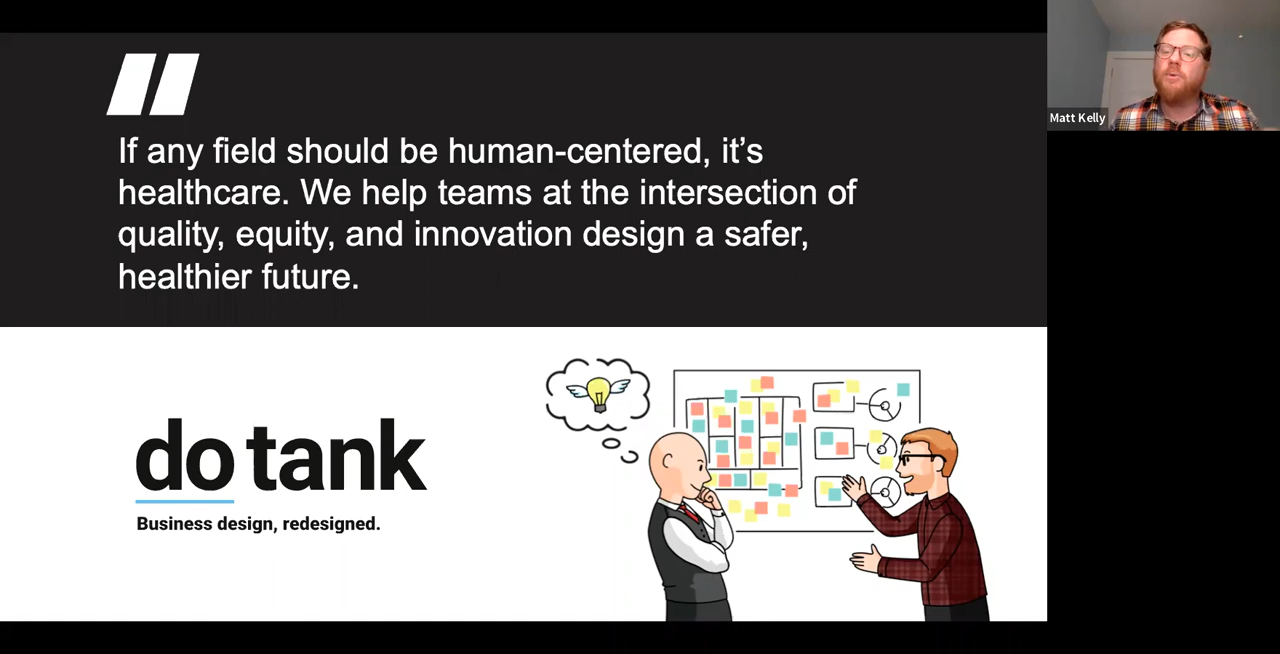 If any field should be human-centered, it’s
healthcare. We help teams at the intersection of
quality, equity, and innovation design a safer,
healthier future.
do tank
Business design, redesigned.
Matt Kelly